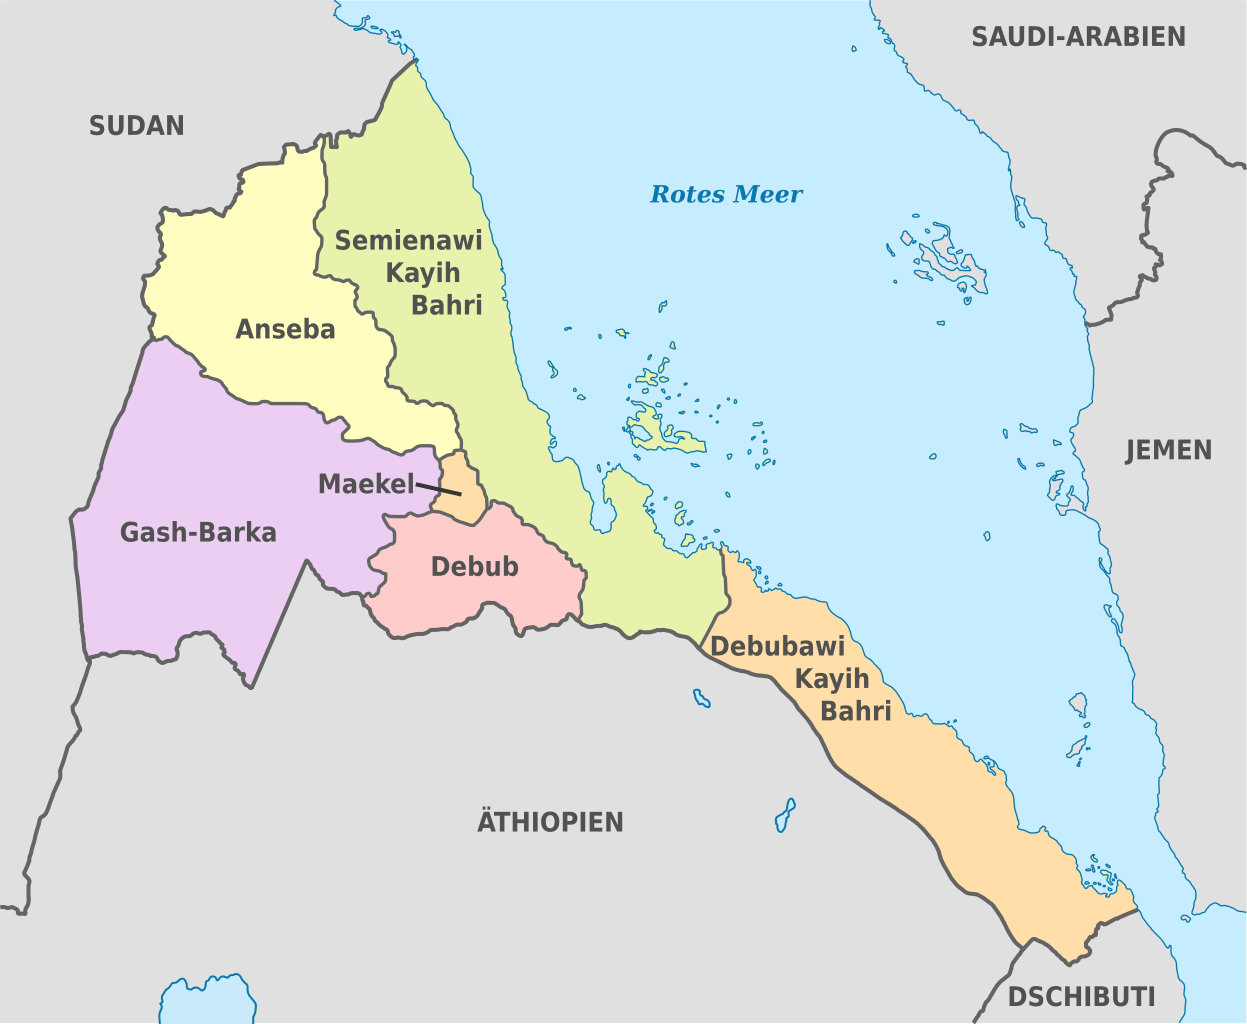 SAUDI-ARABIEN
SUDAN
Rotes Meer
Semienawi
Kayih
Bahri
Anseba
JEMEN
Maekel
Gash-Barka
Debub
Debubawi
Kayih
Bahri
ÄTHIOPIEN
DSCHIBUTI